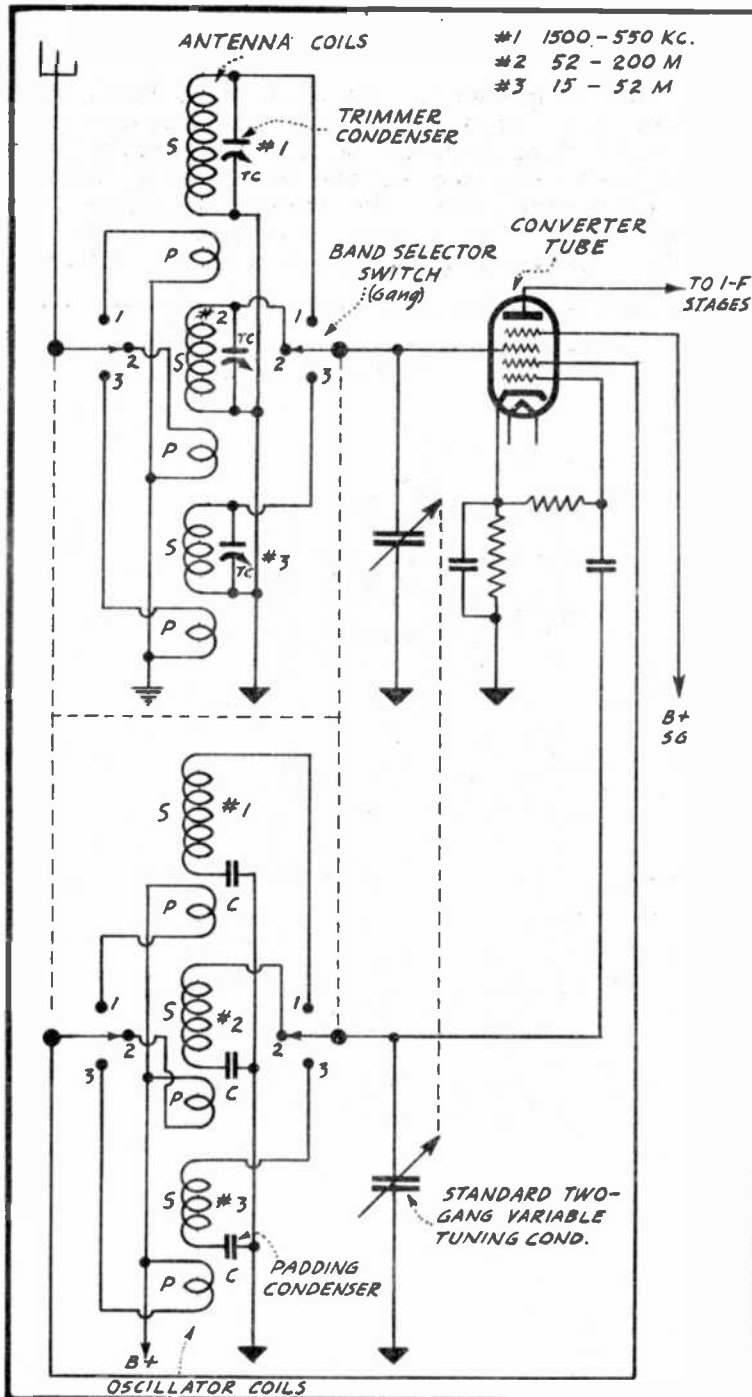 ANTENNA COILS
#1 1500 - 550 KC.
#2 52 - 200 M
#3 15 - 52 M
TRIMMER
CONDENSER
S
#1
TC
P
BAND SELECTOR
SWITCH
(Gang)
CONVERTER
TUBE
TO I-F
STAGES
1
2
3
#2
TC
S
1
2
3
P
S
TC
#3
P
B+
SG
S
#1
P
C
1
2
3
S
#2
C
P
1
2
3
S
#3
C
P
PADDING
CONDENSER
STANDARD TWO-
GANG VARIABLE
TUNING COND.
B+
OSCILLATOR COILS